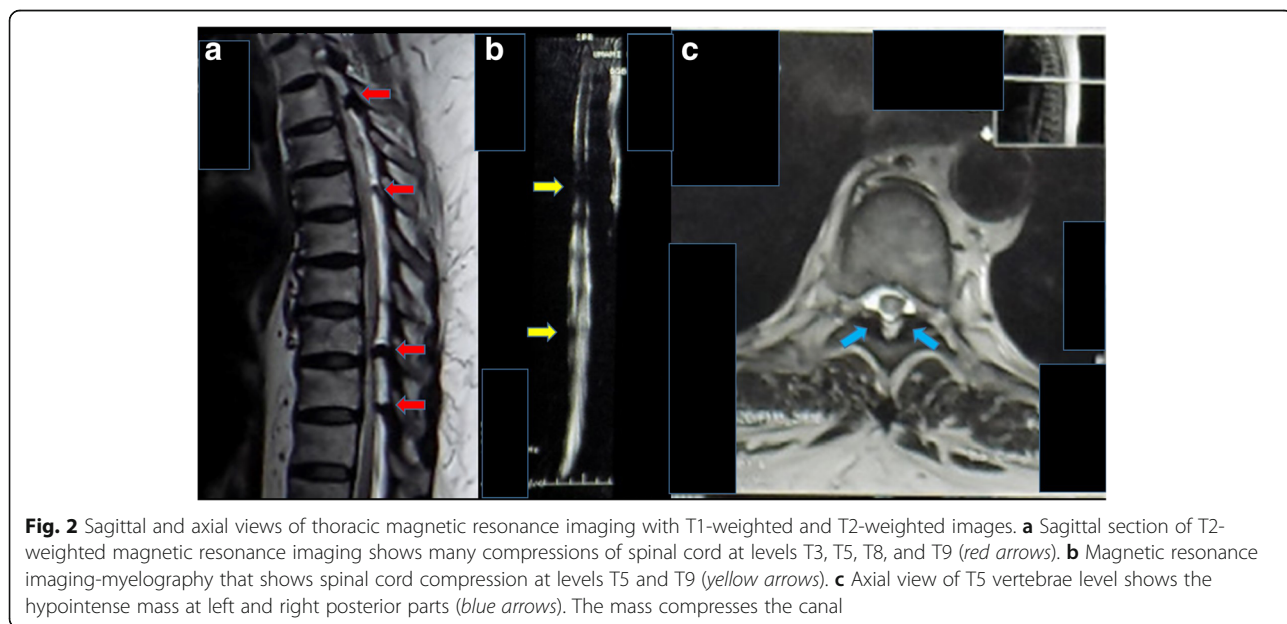 a
b
c
UMAMI
Fig. 2 Sagittal and axial views of thoracic magnetic resonance imaging with T1-weighted and T2-weighted images. a Sagittal section of T2-
weighted magnetic resonance imaging shows many compressions of spinal cord at levels T3, T5, T8, and T9 (red arrows). b Magnetic resonance
imaging-myelography that shows spinal cord compression at levels T5 and T9 (yellow arrows). c Axial view of T5 vertebrae level shows the
hypointense mass at left and right posterior parts (blue arrows). The mass compresses the canal